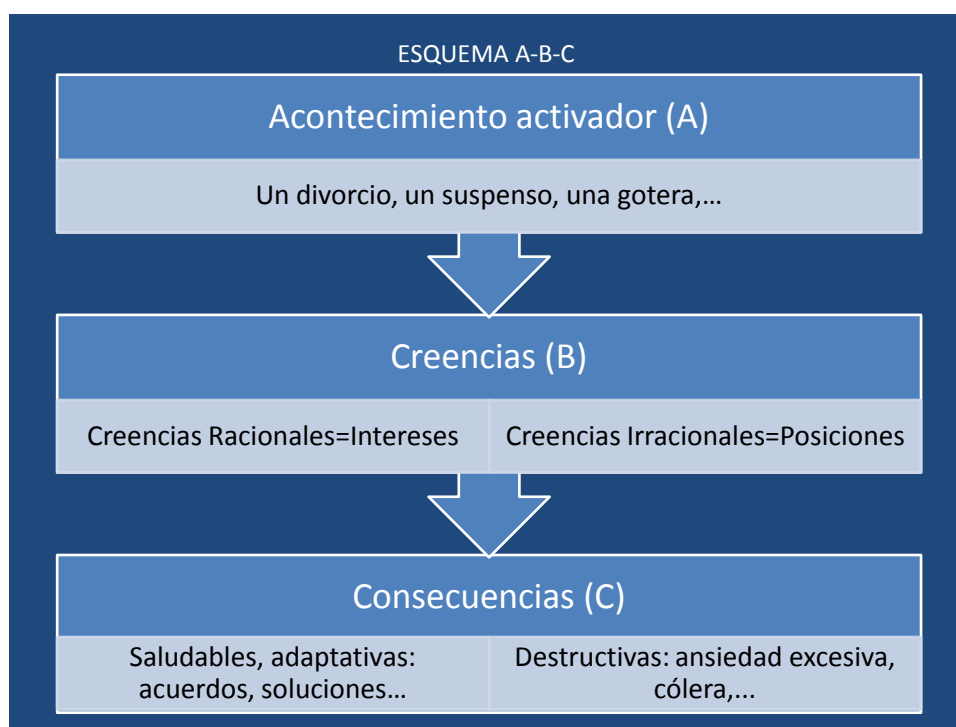 ESQUEMA A-B-C
Acontecimiento activador (A)
Un divorcio, un suspenso, una gotera,…
Creencias (B)
Creencias Racionales=Intereses
Creencias Irracionales=Posiciones
Consecuencias (C)
Saludables, adaptativas:
acuerdos, soluciones…
Destructivas: ansiedad excesiva,
cólera,...